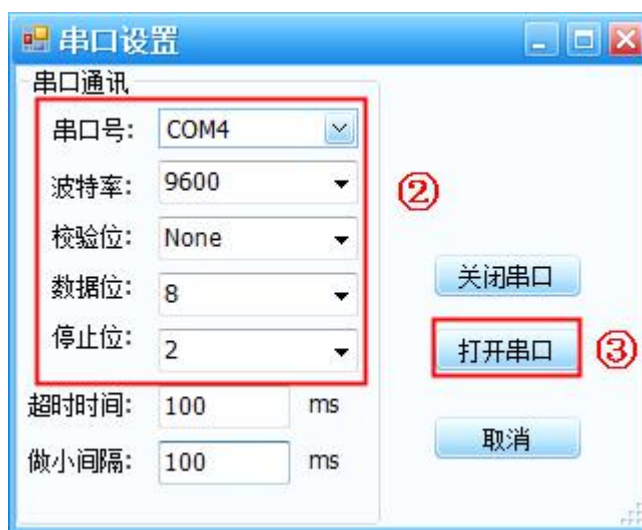 串口设置
串口通讯
串口号: COM4
波特率: 9600
②
校验位: None
数据位: 8
关闭串口
停止位: 2
打开串口 ③
超时时间: 100 ms
取消
做小间隔: 100 ms